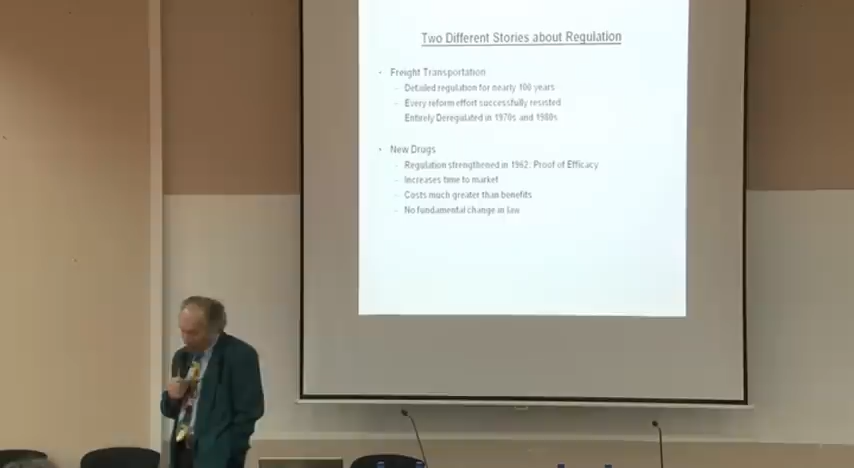 Two Different Stories about Regulation
• Freight Transportation
– Detailed regulation for nearly 100 years
– Every reform effort successfully resisted
Entirely Deregulated in 1970s and 1980s
• New Drugs
– Regulation strengthened in 1962: Proof of Efficacy
– Increases time to market
– Costs much greater than benefits
– No fundamental change in law